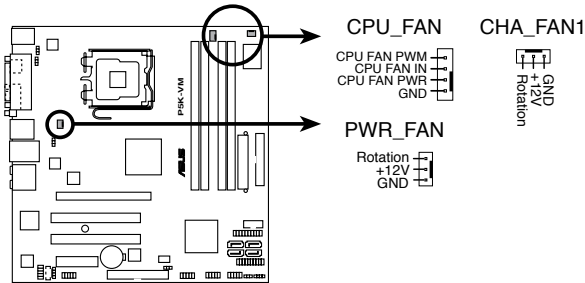 CPU_FAN
CPU FAN PWM
CPU FAN IN
CPU FAN PWR
GND
CHA_FAN1
Rotation
+12V
GND
PWR_FAN
Rotation
+12V
GND
P5K-VM
ASUS